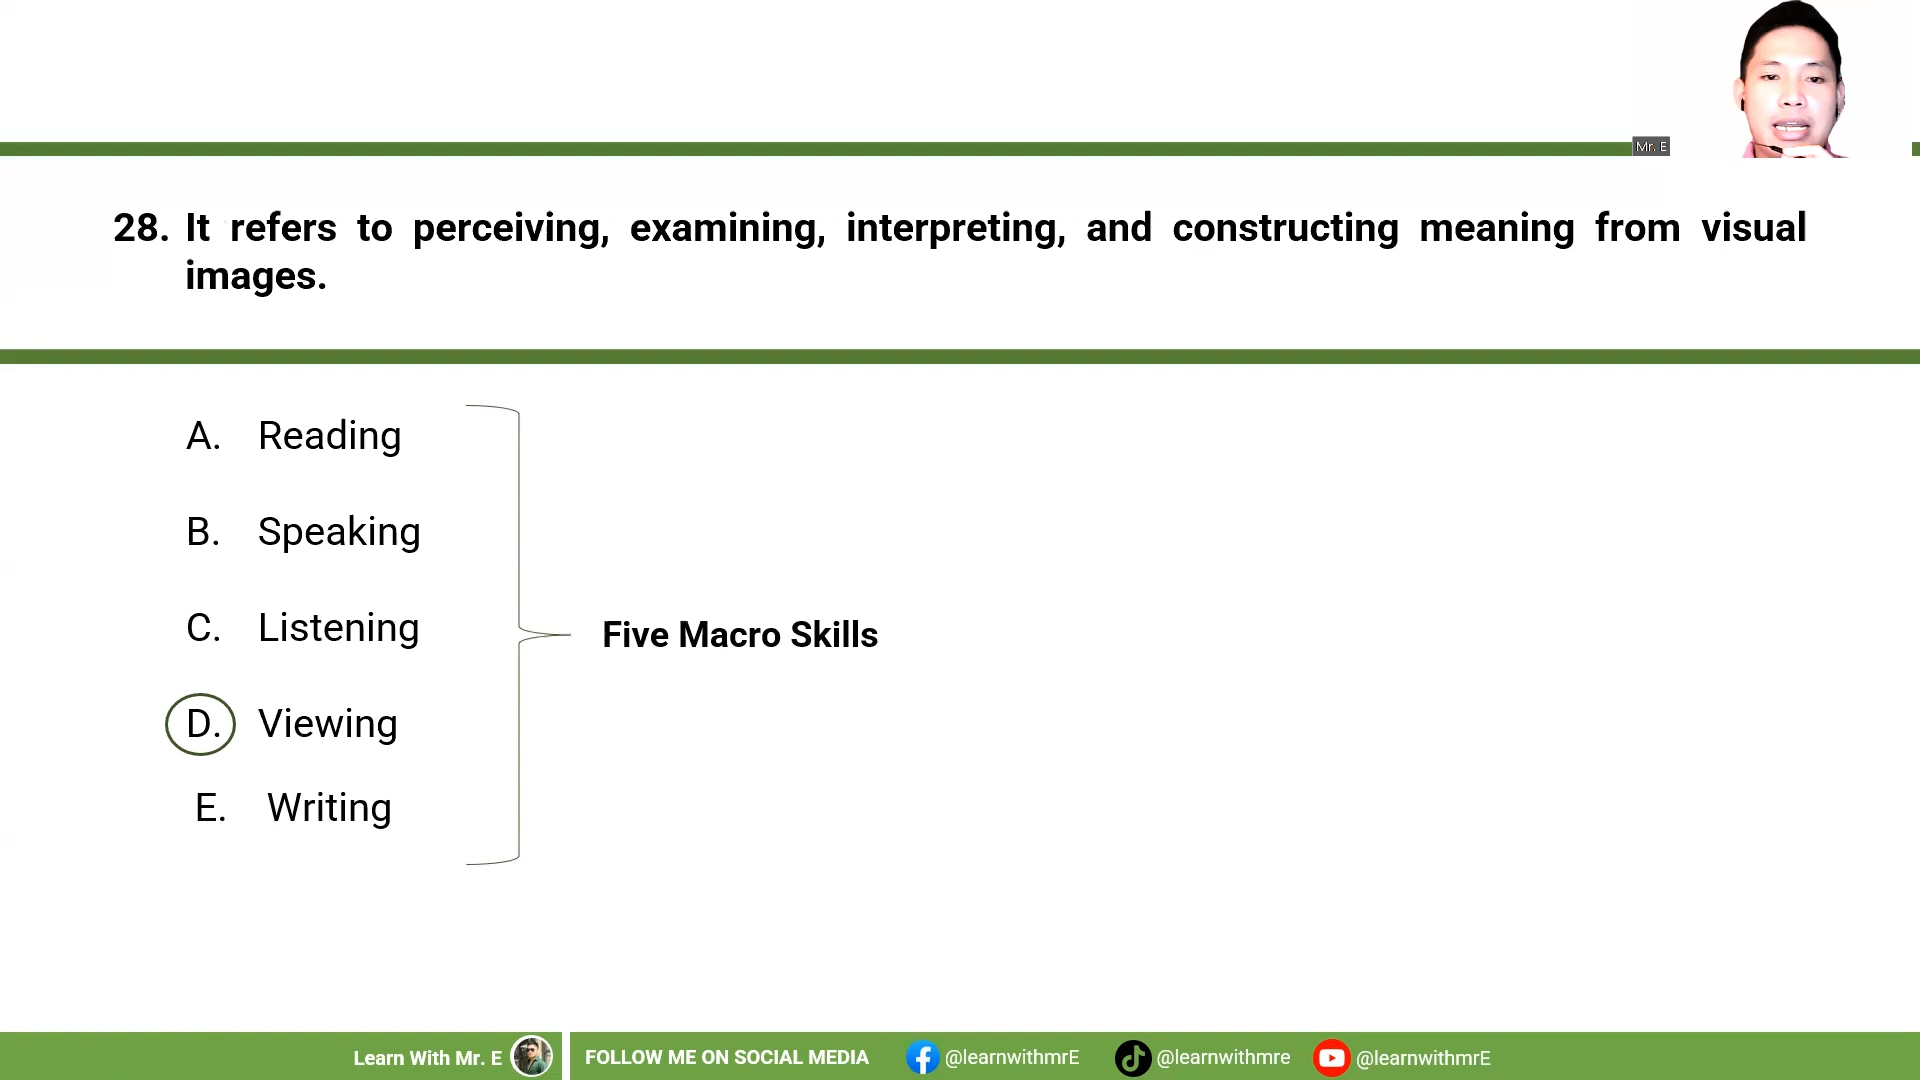 Mr. E
28. It refers to perceiving, examining, interpreting, and constructing meaning from visual
images.
A. Reading
B. Speaking
C. Listening
Five Macro Skills
D. Viewing
E. Writing
Learn With Mr. E
FOLLOW ME ON SOCIAL MEDIA
@learnwithmrE
@learnwithmre
@learnwithmrE